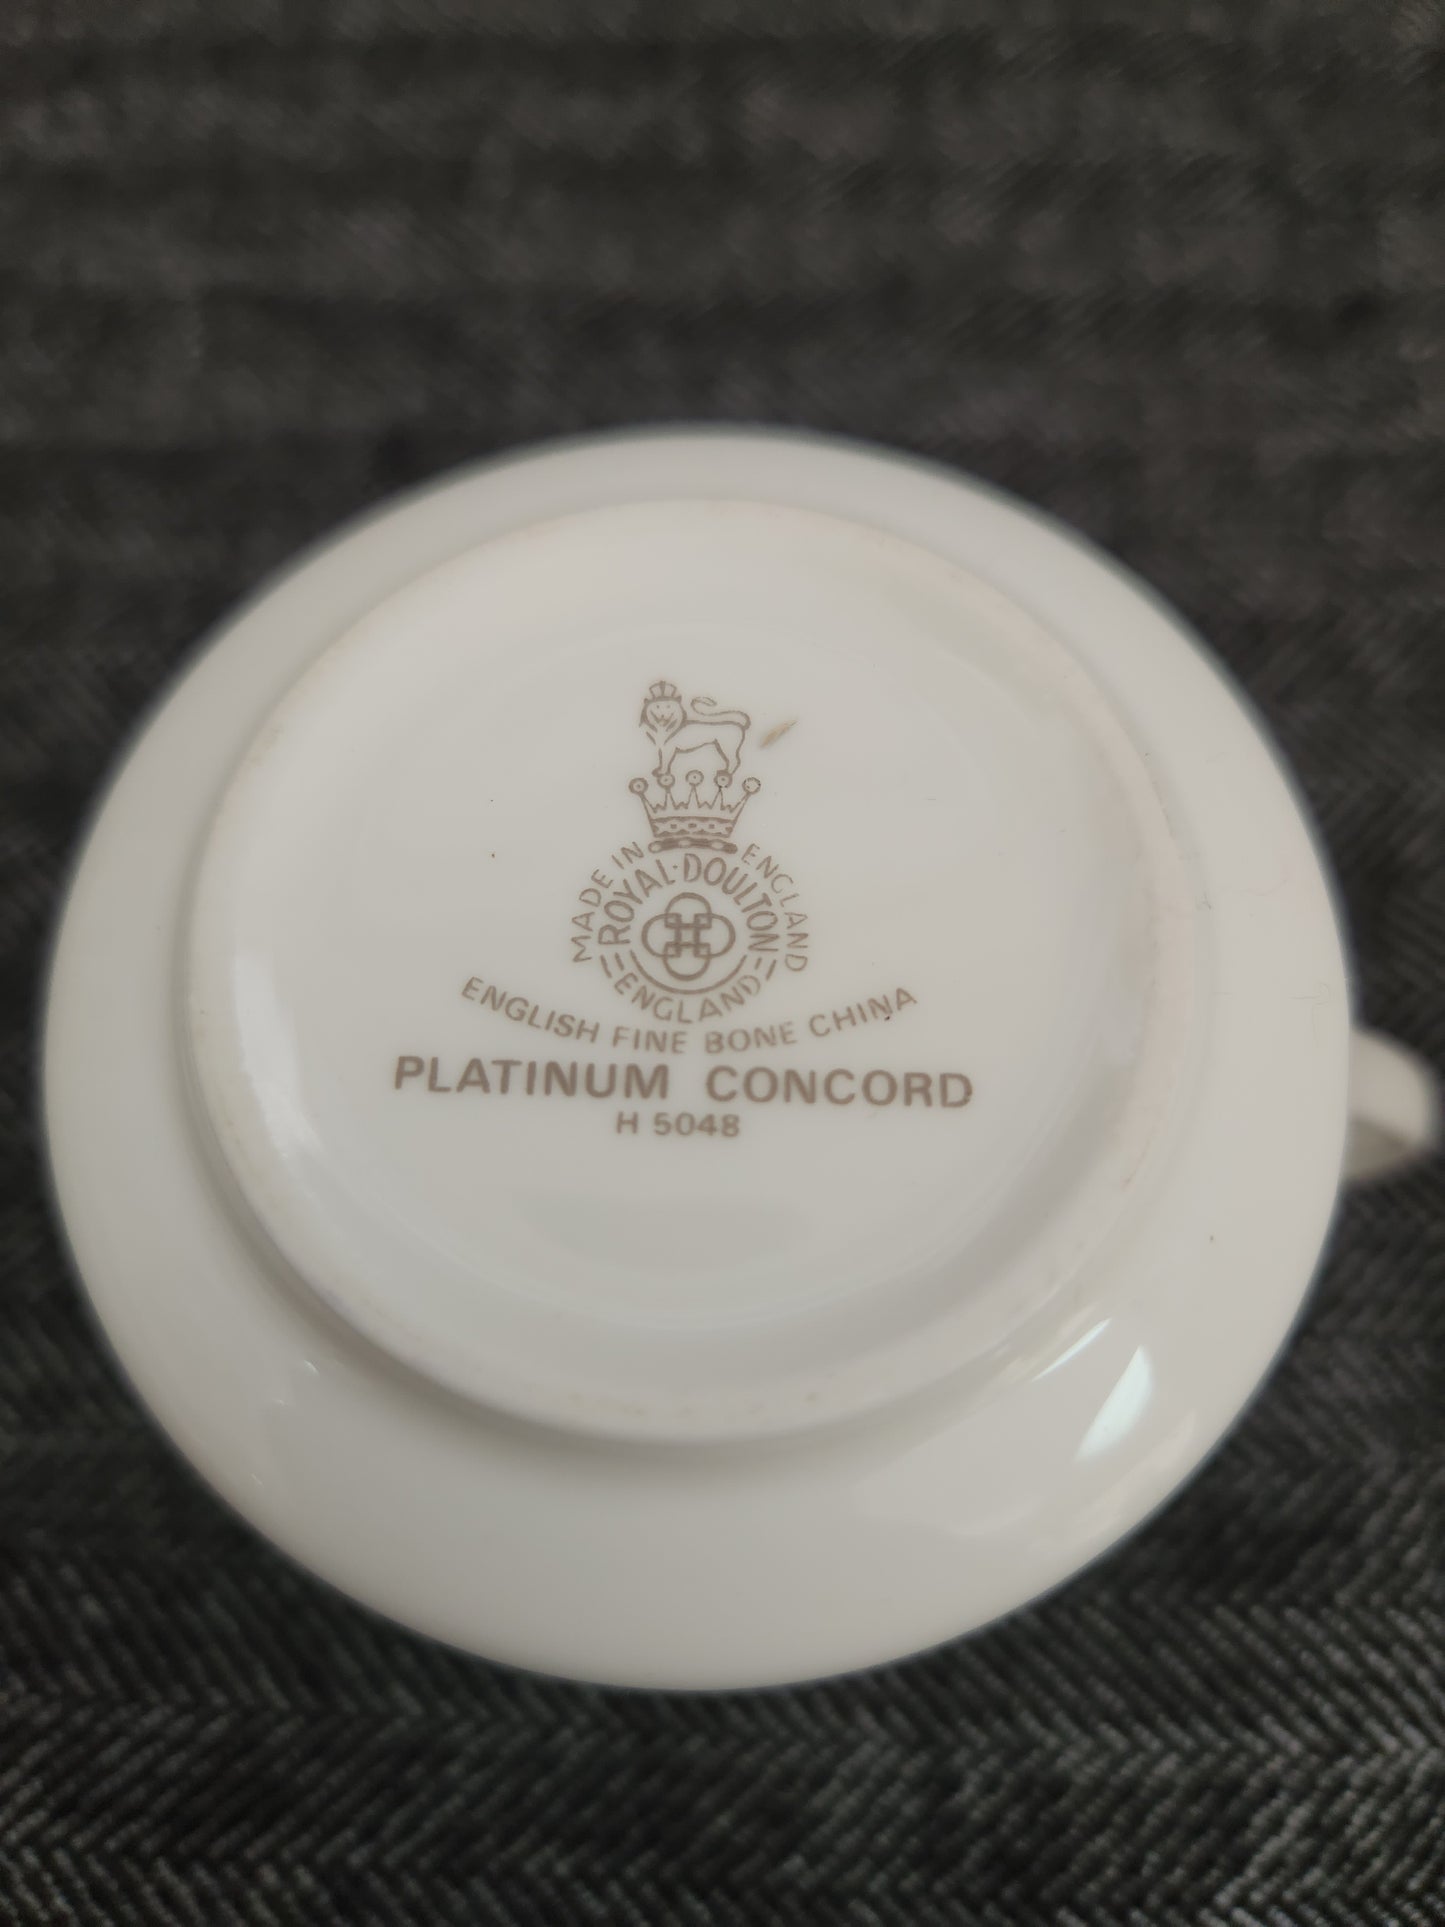 MADE IN ENGLAND
ROYAL·DOULTON
ENGLAND
ENGLISH FINE BONE CHINA
PLATINUM CONCORD
H 5048